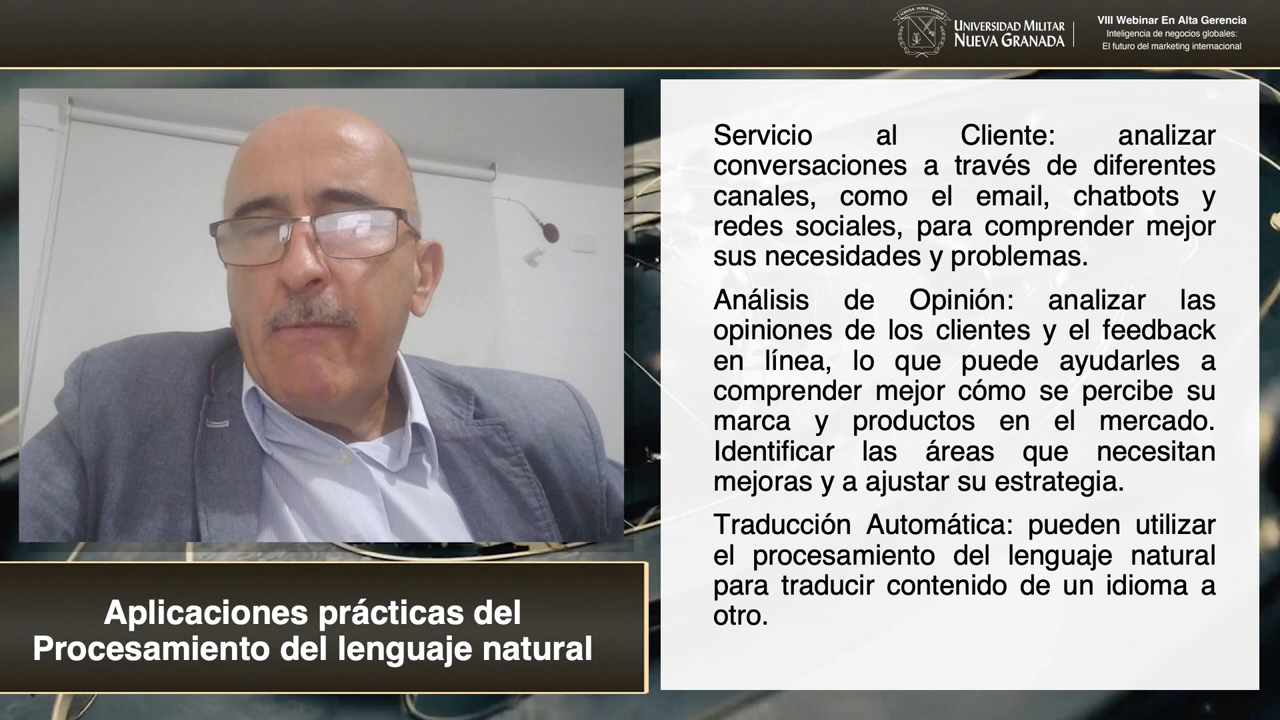 UNIVERSIDAD MILITAR
NUEVA GRANADA
VIII Webinar En Alta Gerencia
Inteligencia de negocios globales:
El futuro del marketing internacional
Servicio al Cliente: analizar
conversaciones a través de diferentes
canales, como el email, chatbots y
redes sociales, para comprender mejor
sus necesidades y problemas.
Análisis de Opinión: analizar las
opiniones de los clientes y el feedback
en línea, lo que puede ayudarles a
comprender mejor cómo se percibe su
marca y productos en el mercado.
Identificar las áreas que necesitan
mejoras y a ajustar su estrategia.
Traducción Automática: pueden utilizar
el procesamiento del lenguaje natural
para traducir contenido de un idioma a
otro.
Aplicaciones prácticas del
Procesamiento del lenguaje natural